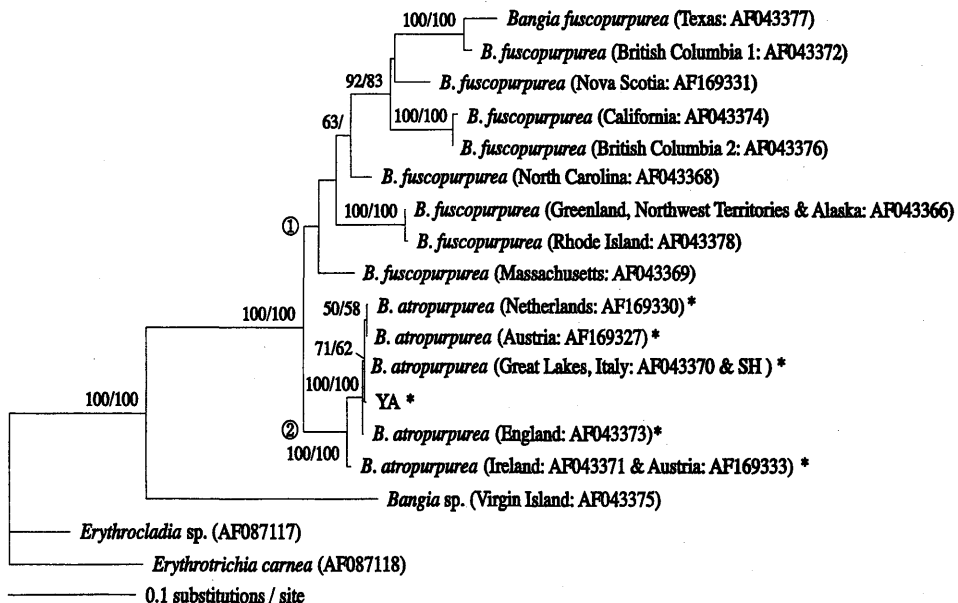 100/100
Bangia fuscopurpurea (Texas: AF043377)
B. fuscopurpurea (British Columbia 1: AF043372)
92/83
B. fuscopurpurea (Nova Scotia: AF169331)
100/100
B. fuscopurpurea (California: AF043374)
63/
B. fuscopurpurea (British Columbia 2: AF043376)
B. fuscopurpurea (North Carolina: AF043368)
100/100
B. fuscopurpurea (Greenland, Northwest Territories & Alaska: AF043366)
①
B. fuscopurpurea (Rhode Island: AF043378)
B. fuscopurpurea (Massachusetts: AF043369)
100/100
50/58
B. atropurpurea (Netherlands: AF169330)*
B. atropurpurea (Austria: AF169327) *
71/62
B. atropurpurea (Great Lakes, Italy: AF043370 & SH ) *
100/100
100/100
YA *
②
B. atropurpurea (England: AF043373)*
100/100
B. atropurpurea (Ireland: AF043371 & Austria: AF169333) *
Bangia sp. (Virgin Island: AF043375)
Erythrocladia sp. (AF087117)
Erythrotrichia carnea (AF087118)
0.1 substitutions / site